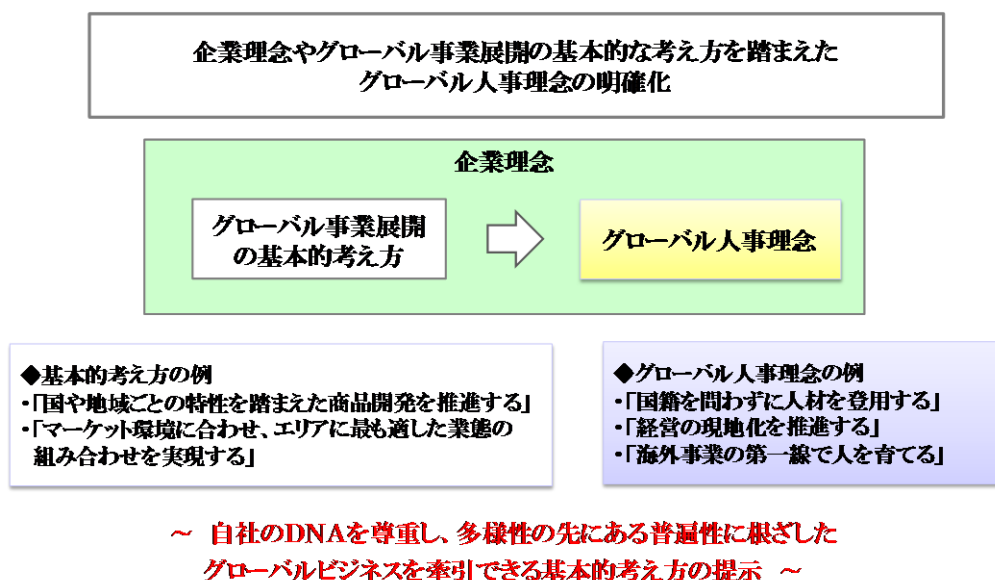 企業理念やグローバル事業展開の基本的な考え方を踏まえた
グローバル人事理念の明確化
企業理念
グローバル事業展開
の基本的考え方
グローバル人事理念
◆基本的考え方の例
・「国や地域ごとの特性を踏まえた商品開発を推進する」
・「マーケット環境に合わせ、エリアに最も適した業態の
組み合わせを実現する」
◆グローバル人事理念の例
・「国籍を問わずに人材を登用する」
・「経営の現地化を推進する」
・「海外事業の第一線で人を育てる」
～ 自社のDNAを尊重し、多様性の先にある普遍性に根ざした
グローバルビジネスを牽引できる基本的考え方の提示 ～